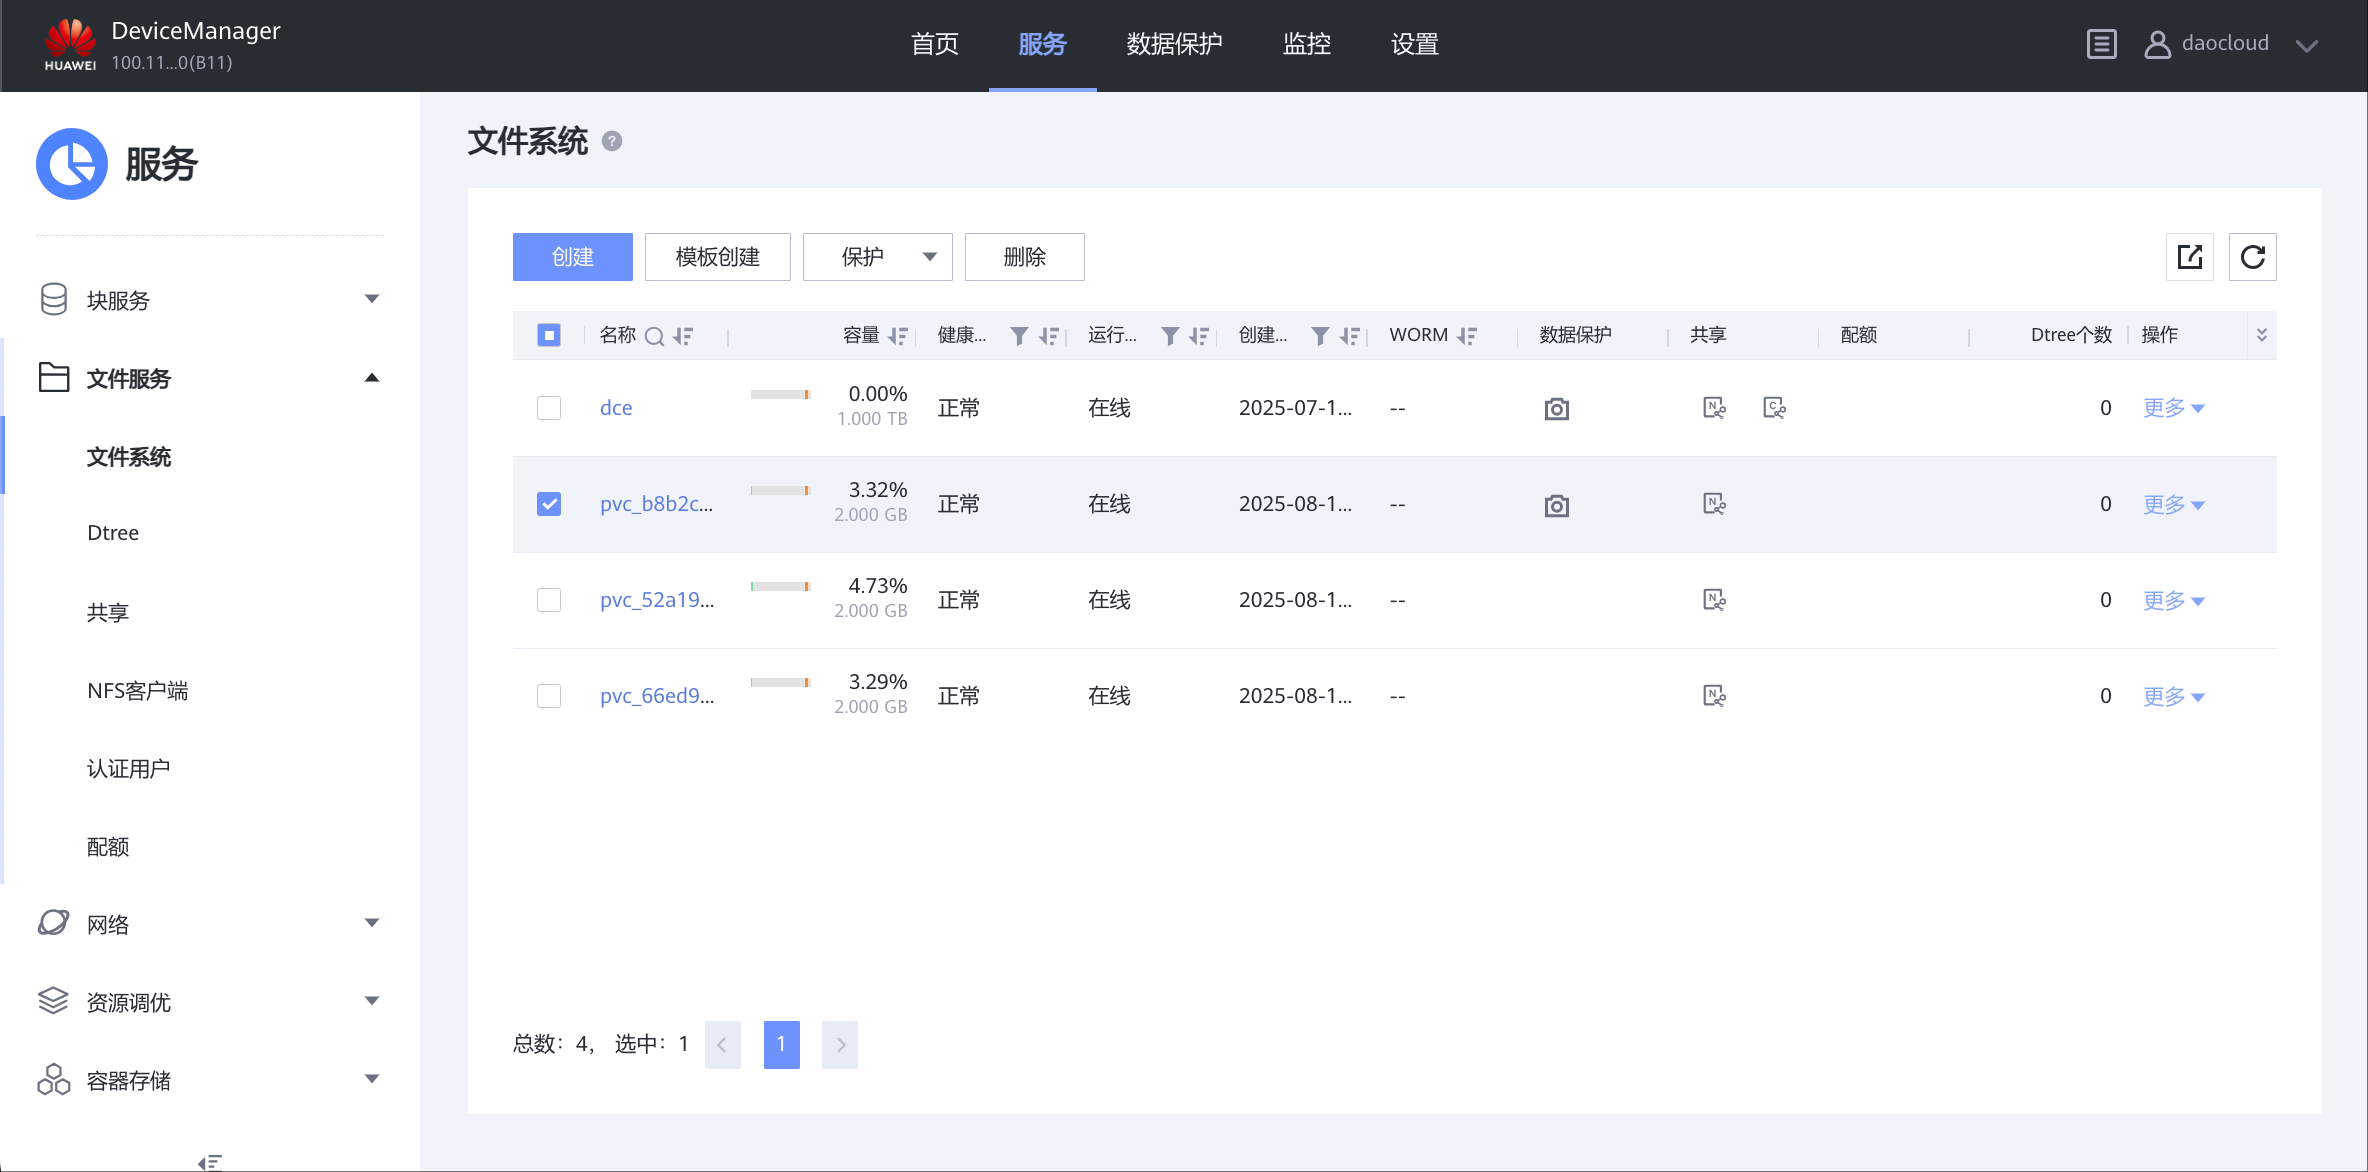 DeviceManager
100.11...0(B11)
HUAWEI
首页
服务
数据保护
监控
设置
daocloud
服务
块服务
文件服务
文件系统
Dtree
共享
NFS客户端
认证用户
配额
网络
资源调优
容器存储
文件系统
创建
模板创建
保护
删除
名称 容量 健康... 运行... 创建... WORM 数据保护 共享 配额 Dtree个数 操作
dce 0.00% 正常 在线 2025-07-1... -- 0 更多
1.000 TB
pvc_b8b2c... 3.32% 正常 在线 2025-08-1... -- 0 更多
2.000 GB
pvc_52a19... 4.73% 正常 在线 2025-08-1... -- 0 更多
2.000 GB
pvc_66ed9... 3.29% 正常 在线 2025-08-1... -- 0 更多
2.000 GB
总数：4， 选中：1 1